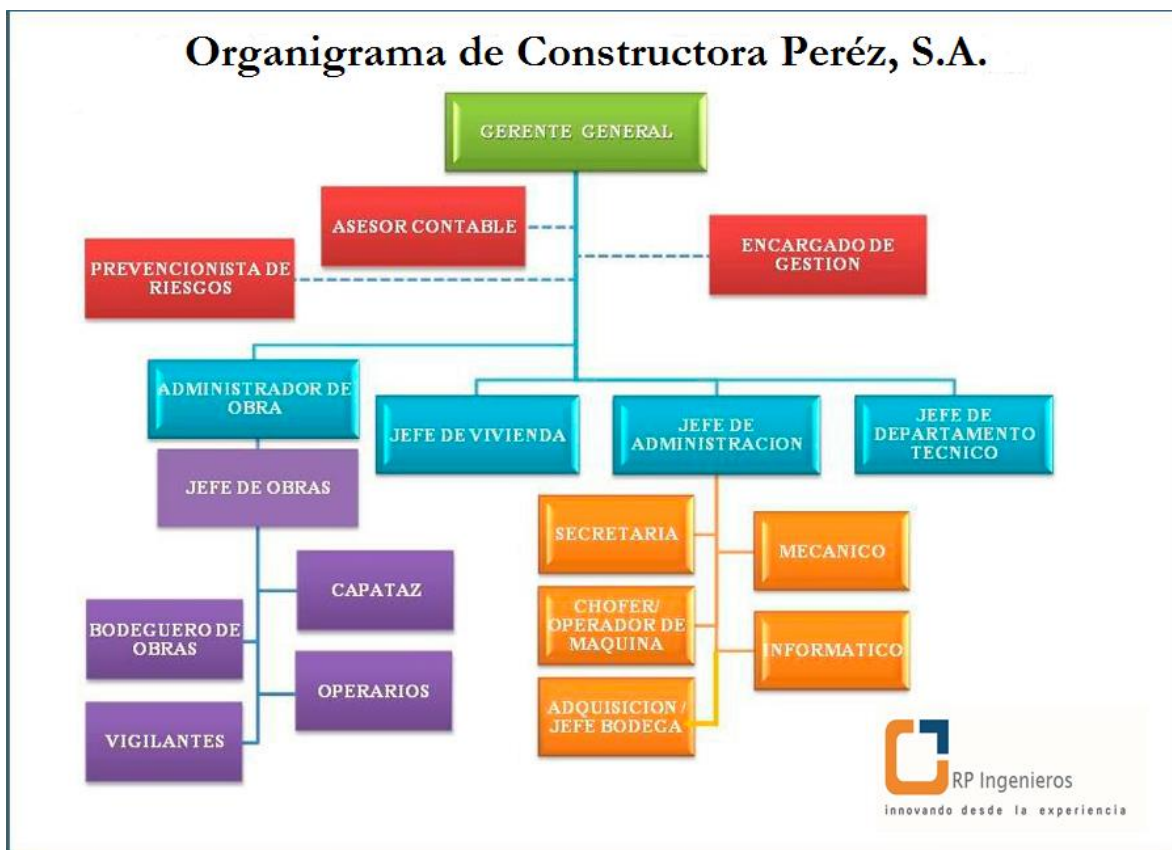 Organigrama de Constructora Peréz, S.A.
GERENTE GENERAL
ASESOR CONTABLE
ENCARGADO DE
GESTION
PREVENCIONISTA DE
RIESGOS
ADMINISTRADOR DE
OBRA
JEFE DE VIVIENDA
JEFE DE
ADMINISTRACION
JEFE DE
DEPARTAMENTO
TECNICO
JEFE DE OBRAS
CAPATAZ
BODEGUERO DE
OBRAS
OPERARIOS
VIGILANTES
SECRETARIA
MECANICO
CHOFER/
OPERADOR DE
MAQUINA
INFORMATICO
ADQUISICION /
JEFE BODEGA
RP Ingenieros
innovando desde la experiencia